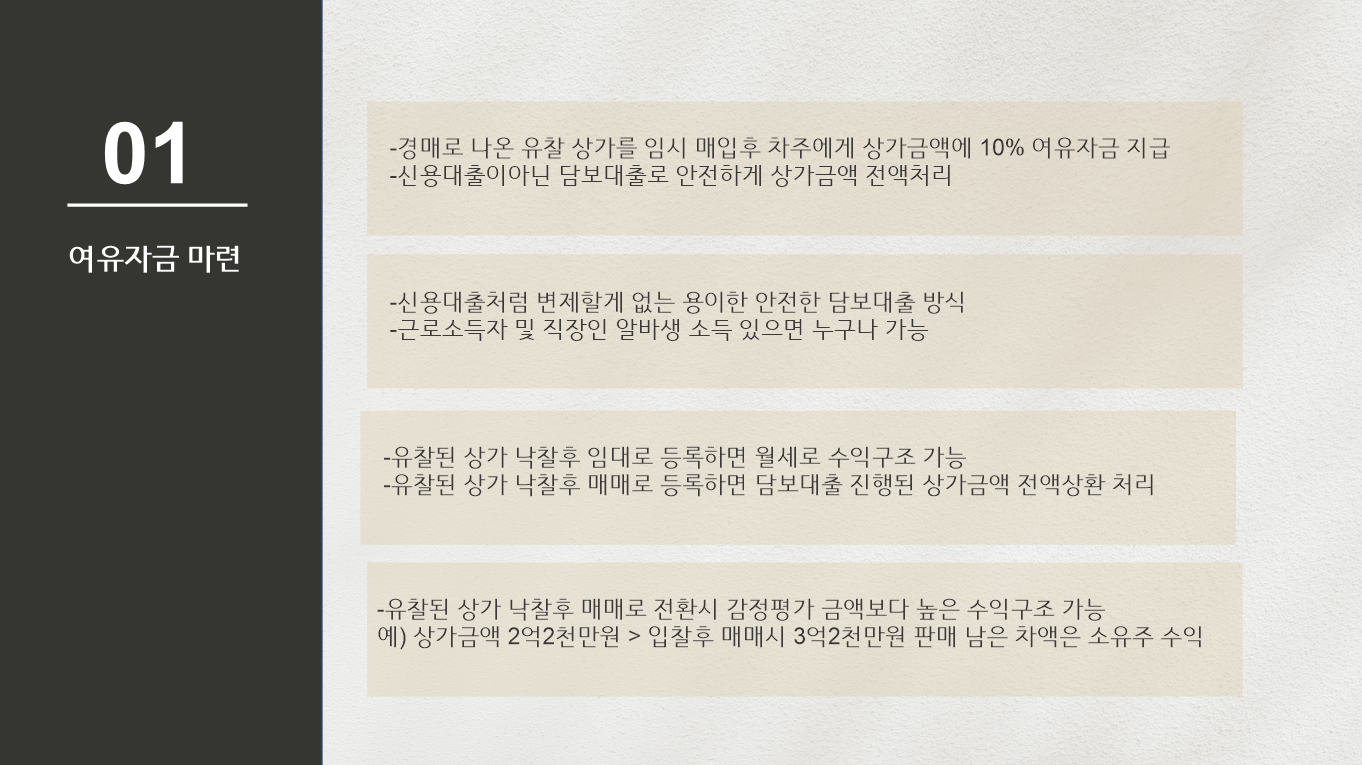 01
여유자금 마련
-경매로 나온 유찰 상가를 임시 매입후 차주에게 상가금액에 10% 여유자금 지급
-신용대출이아닌 담보대출로 안전하게 상가금액 전액처리
-신용대출처럼 변제할게 없는 용이한 안전한 담보대출 방식
-근로소득자 및 직장인 알바생 소득 있으면 누구나 가능
-유찰된 상가 낙찰후 임대로 등록하면 월세로 수익구조 가능
-유찰된 상가 낙찰후 매매로 등록하면 담보대출 진행된 상가금액 전액상환 처리
-유찰된 상가 낙찰후 매매로 전환시 감정평가 금액보다 높은 수익구조 가능
예) 상가금액 2억2천만원 > 입찰후 매매시 3억2천만원 판매 남은 차액은 소유주 수익